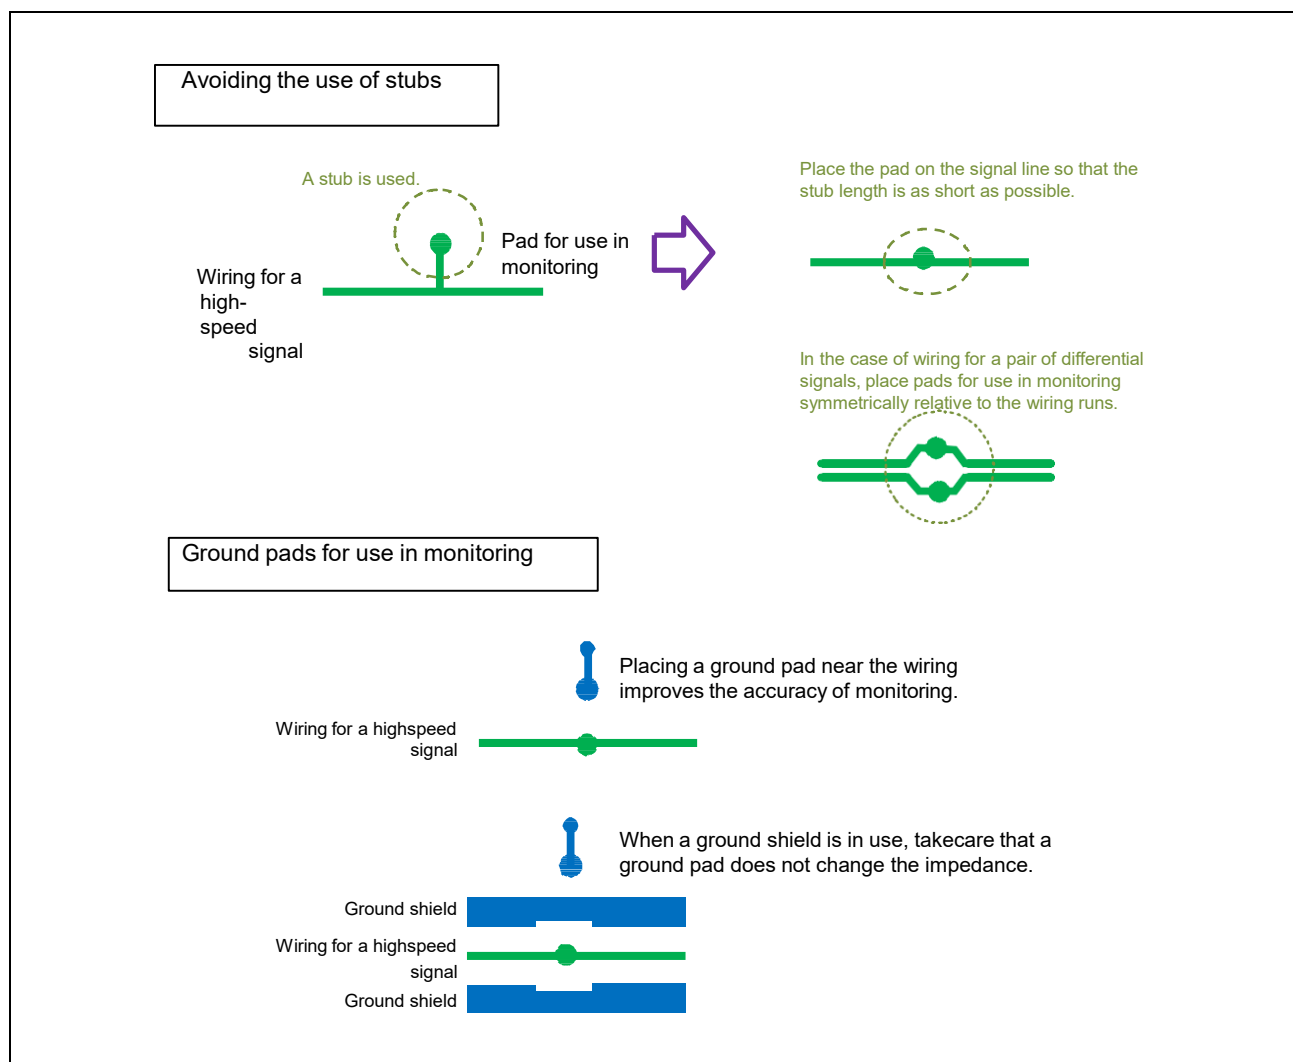 Avoiding the use of stubs
A stub is used.
Pad for use in
monitoring
Wiring for a
high-
speed
signal
Place the pad on the signal line so that the
stub length is as short as possible.
In the case of wiring for a pair of differential
signals, place pads for use in monitoring
symmetrically relative to the wiring runs.
Ground pads for use in monitoring
Placing a ground pad near the wiring
improves the accuracy of monitoring.
Wiring for a highspeed
signal
When a ground shield is in use, takecare that a
ground pad does not change the impedance.
Ground shield
Wiring for a highspeed
signal
Ground shield